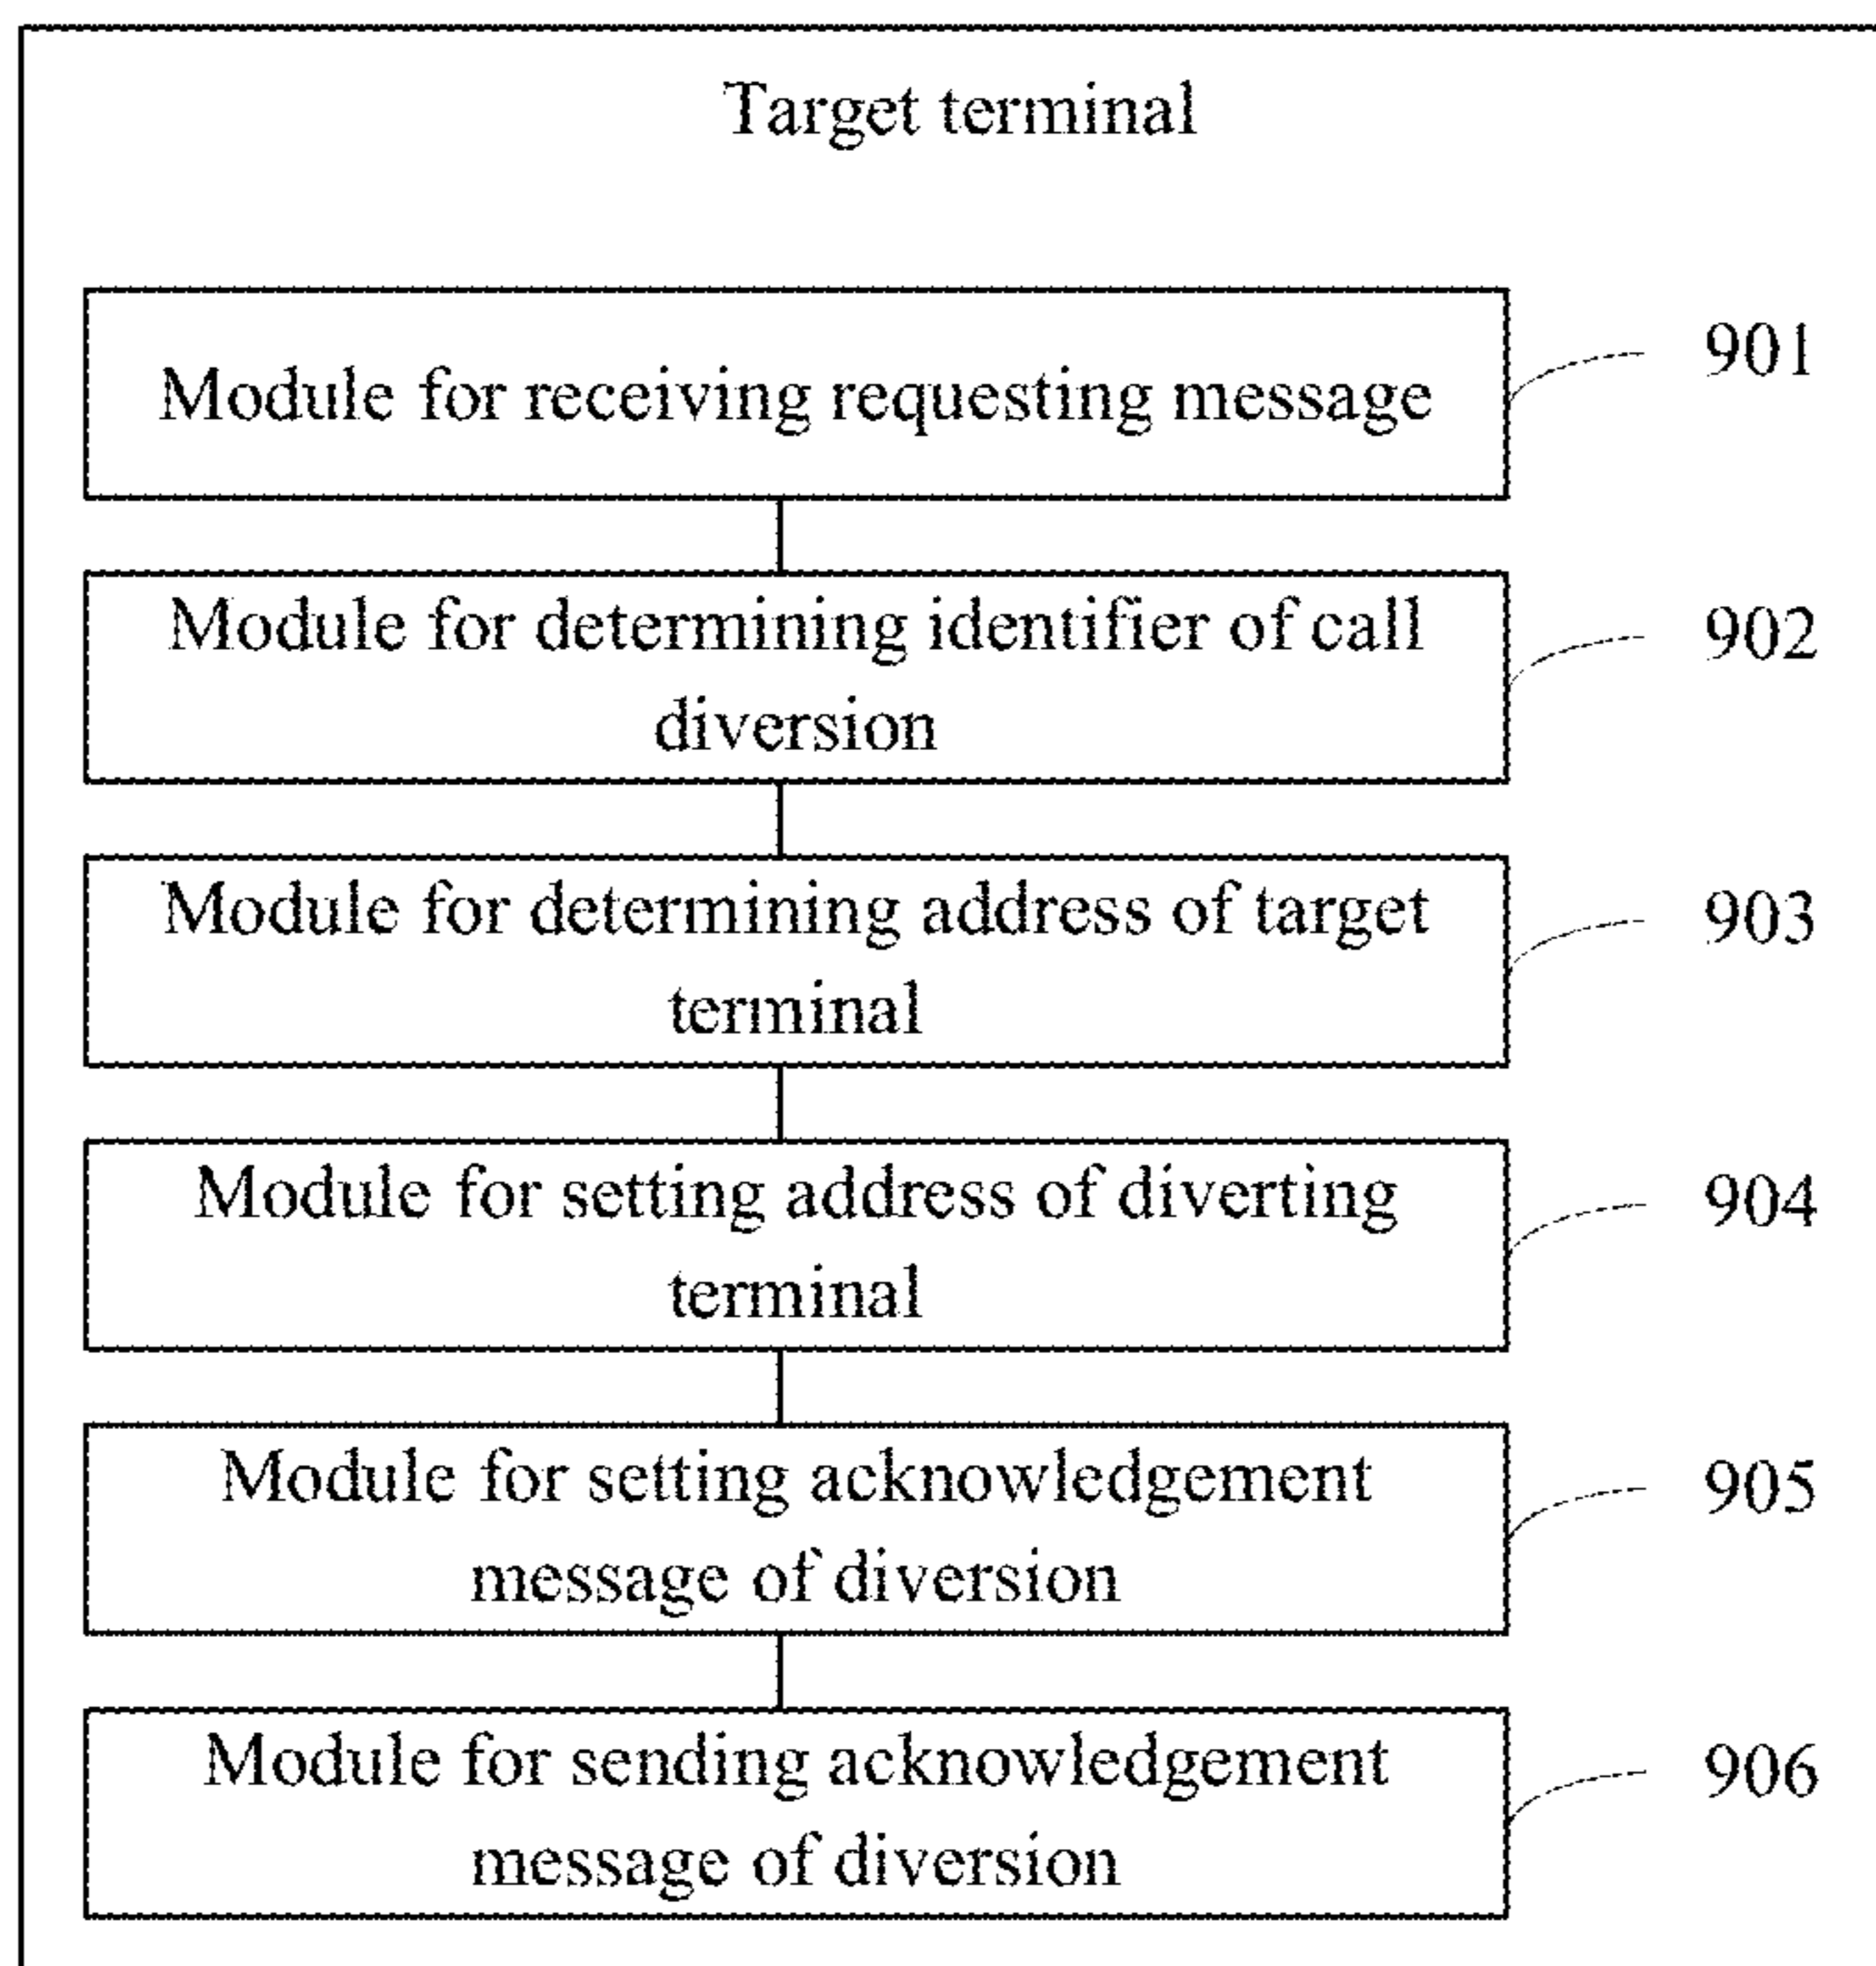 Target terminal
Module for receiving requesting message
901
Module for determining identifier of call
diversion
902
Module for determining address of target
terminal
903
Module for setting address of diverting
terminal
904
Module for setting acknowledgement
message of diversion
905
Module for sending acknowledgement
message of diversion
906